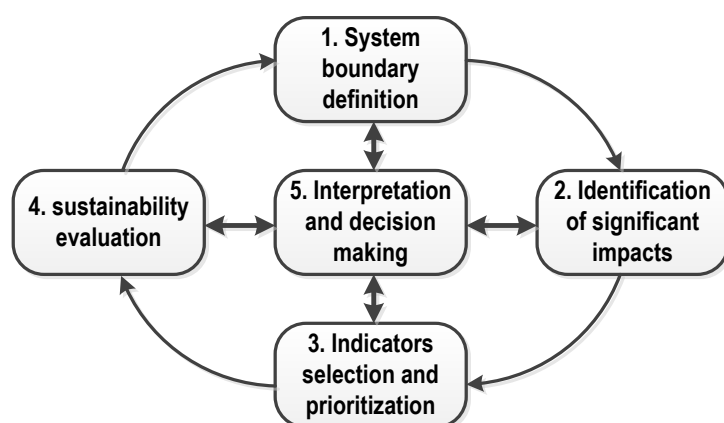 1. System
boundary
definition
4. sustainability
evaluation
5. Interpretation
and decision
making
2. Identification
of significant
impacts
3. Indicators
selection and
prioritization